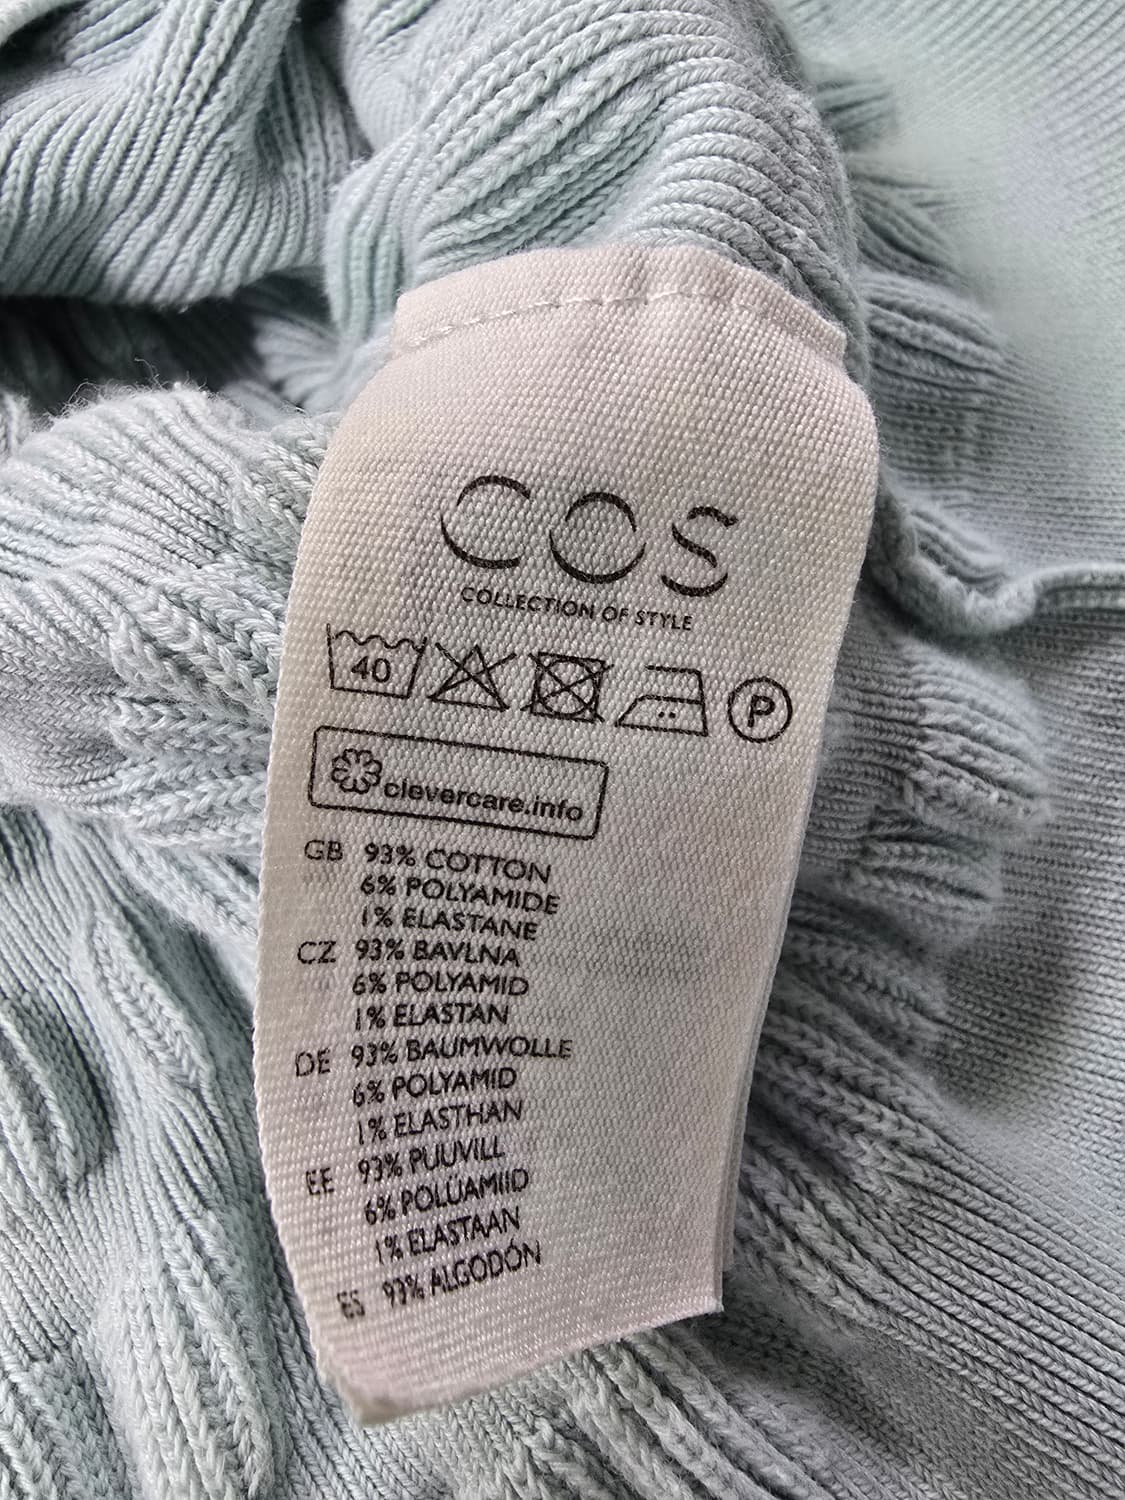 COS
COLLECTION OF STYLE
40 P
clevercare.info
GB 93% COTTON
6% POLYAMIDE
1% ELASTANE
CZ 93% BAVLNA
6% POLYAMID
1% ELASTAN
DE 93% BAUMWOLLE
6% POLYAMID
1% ELASTHAN
EE 93% PUUVILL
6% POLÜAMIID
1% ELASTAAN
ES 93% ALGODÓN